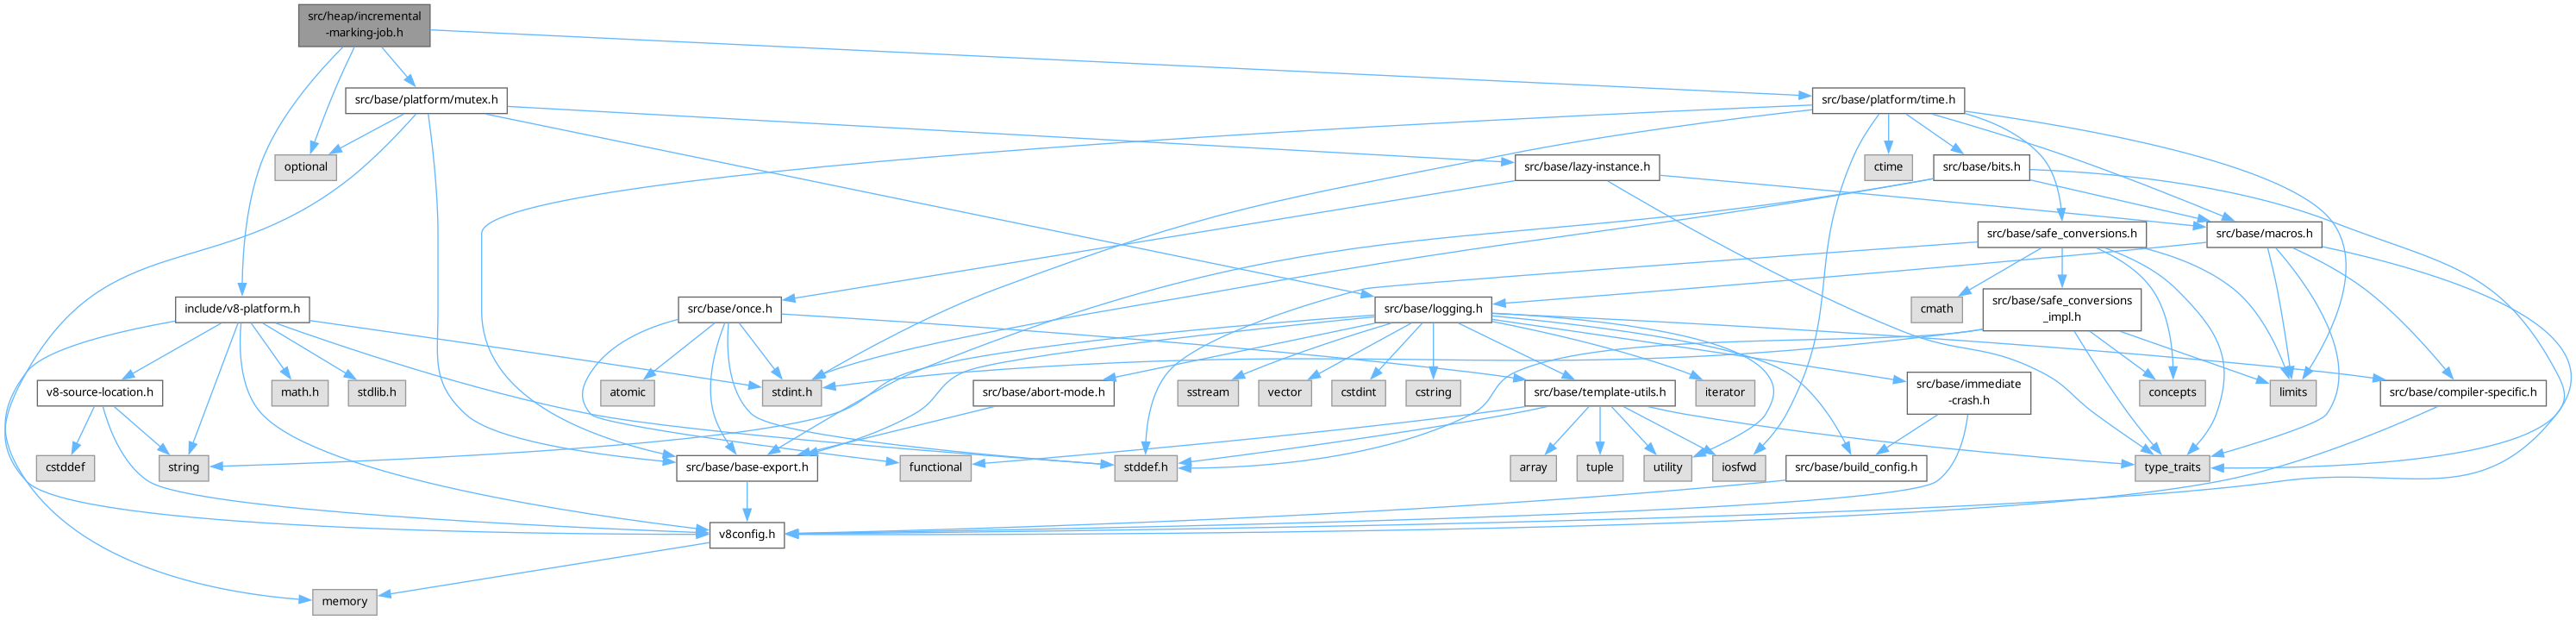 src/heap/incremental
-marking-job.h
src/base/platform/mutex.h
src/base/platform/time.h
optional
src/base/lazy-instance.h
ctime
src/base/bits.h
src/base/safe_conversions.h
src/base/macros.h
include/v8-platform.h
src/base/once.h
src/base/logging.h
cmath
src/base/safe_conversions
_impl.h
v8-source-location.h
math.h
stdlib.h
atomic
stdint.h
src/base/abort-mode.h
sstream
vector
cstdint
cstring
src/base/template-utils.h
iterator
src/base/immediate
-crash.h
concepts
limits
src/base/compiler-specific.h
cstddef
string
src/base/base-export.h
functional
stddef.h
array
tuple
utility
iosfwd
src/base/build_config.h
type_traits
v8config.h
memory